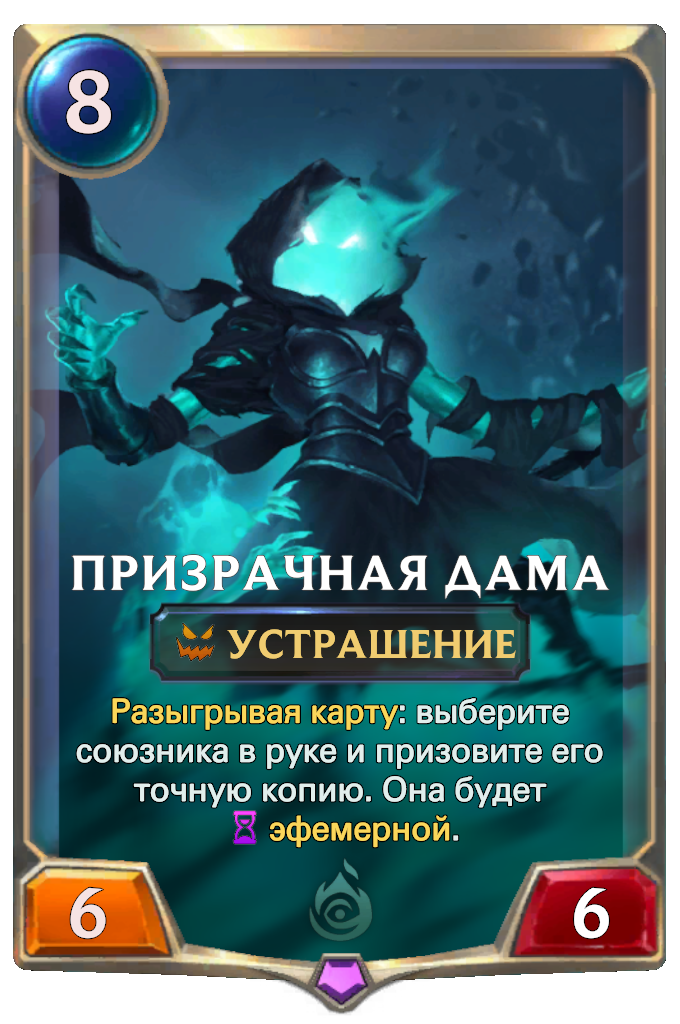 8
ПРИЗРАЧНАЯ ДАМА
УСТРАШЕНИЕ
Разыгрывая карту: выберите
союзника в руке и призовите его
точную копию. Она будет
эфемерной.
6 6